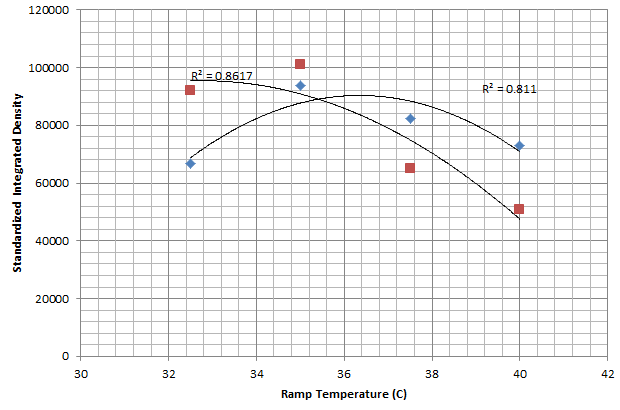 120000
100000
80000
60000
40000
20000
0
Standardized Integrated Density
R² = 0.8617
R² = 0.811
30 32 34 36 38 40 42
Ramp Temperature (C)